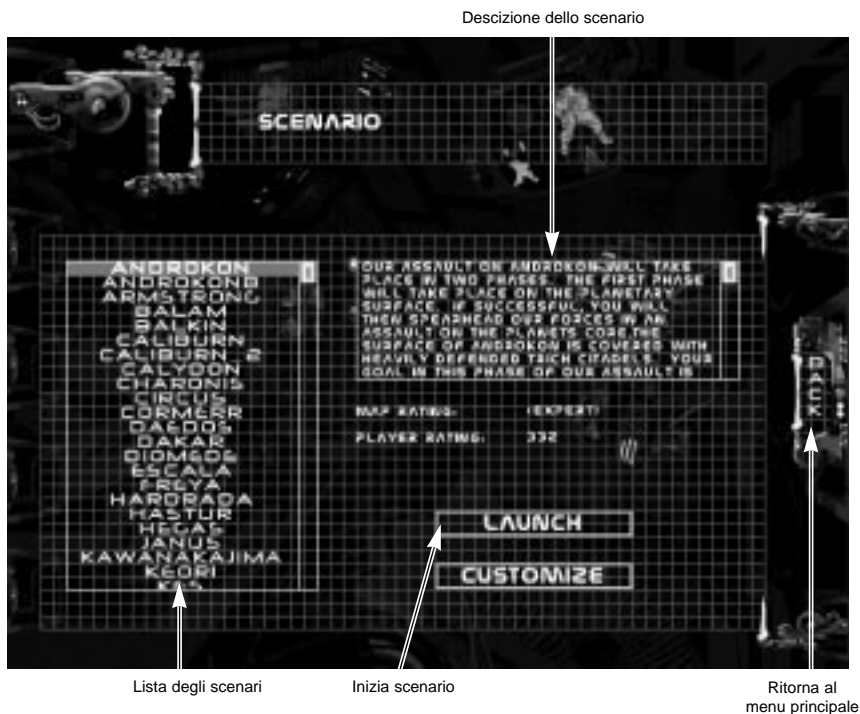 Descizione dello scenario
SCENARIO
ANDROKON
ANDROKONB
ARMSTRONG
BALAM
BALKIN
CALIBURN
CALIBURN 2
CALYDON
CHARONIS
CIRCUS
CORMERR
DAEDOS
DAKAR
DIOMEDE
ESCALA
FREYA
HARDRADA
HASTUR
HEGAS
JANUS
KAWANAKAJIMA
KEORI
OUR ASSAULT ON ANDROKON WILL TAKE
PLACE IN TWO PHASES. THE FIRST PHASE
WILL TAKE PLACE ON THE PLANETARY
SURFACE. IF SUCCESSFUL, YOU WILL
THEN SPEARHEAD OUR FORCES IN AN
ASSAULT ON THE PLANETS CORE.THE
SURFACE OF ANDROKON IS COVERED WITH
HEAVILY DEFENDED TRICH CITADELS. YOUR
GOAL IN THIS PHASE OF OUR ASSAULT IS
MAP RATING: (EXPERT)
PLAYER RATING: 332
LAUNCH
CUSTOMIZE
BACK
Lista degli scenari
Inizia scenario
Ritorna al
menu principale